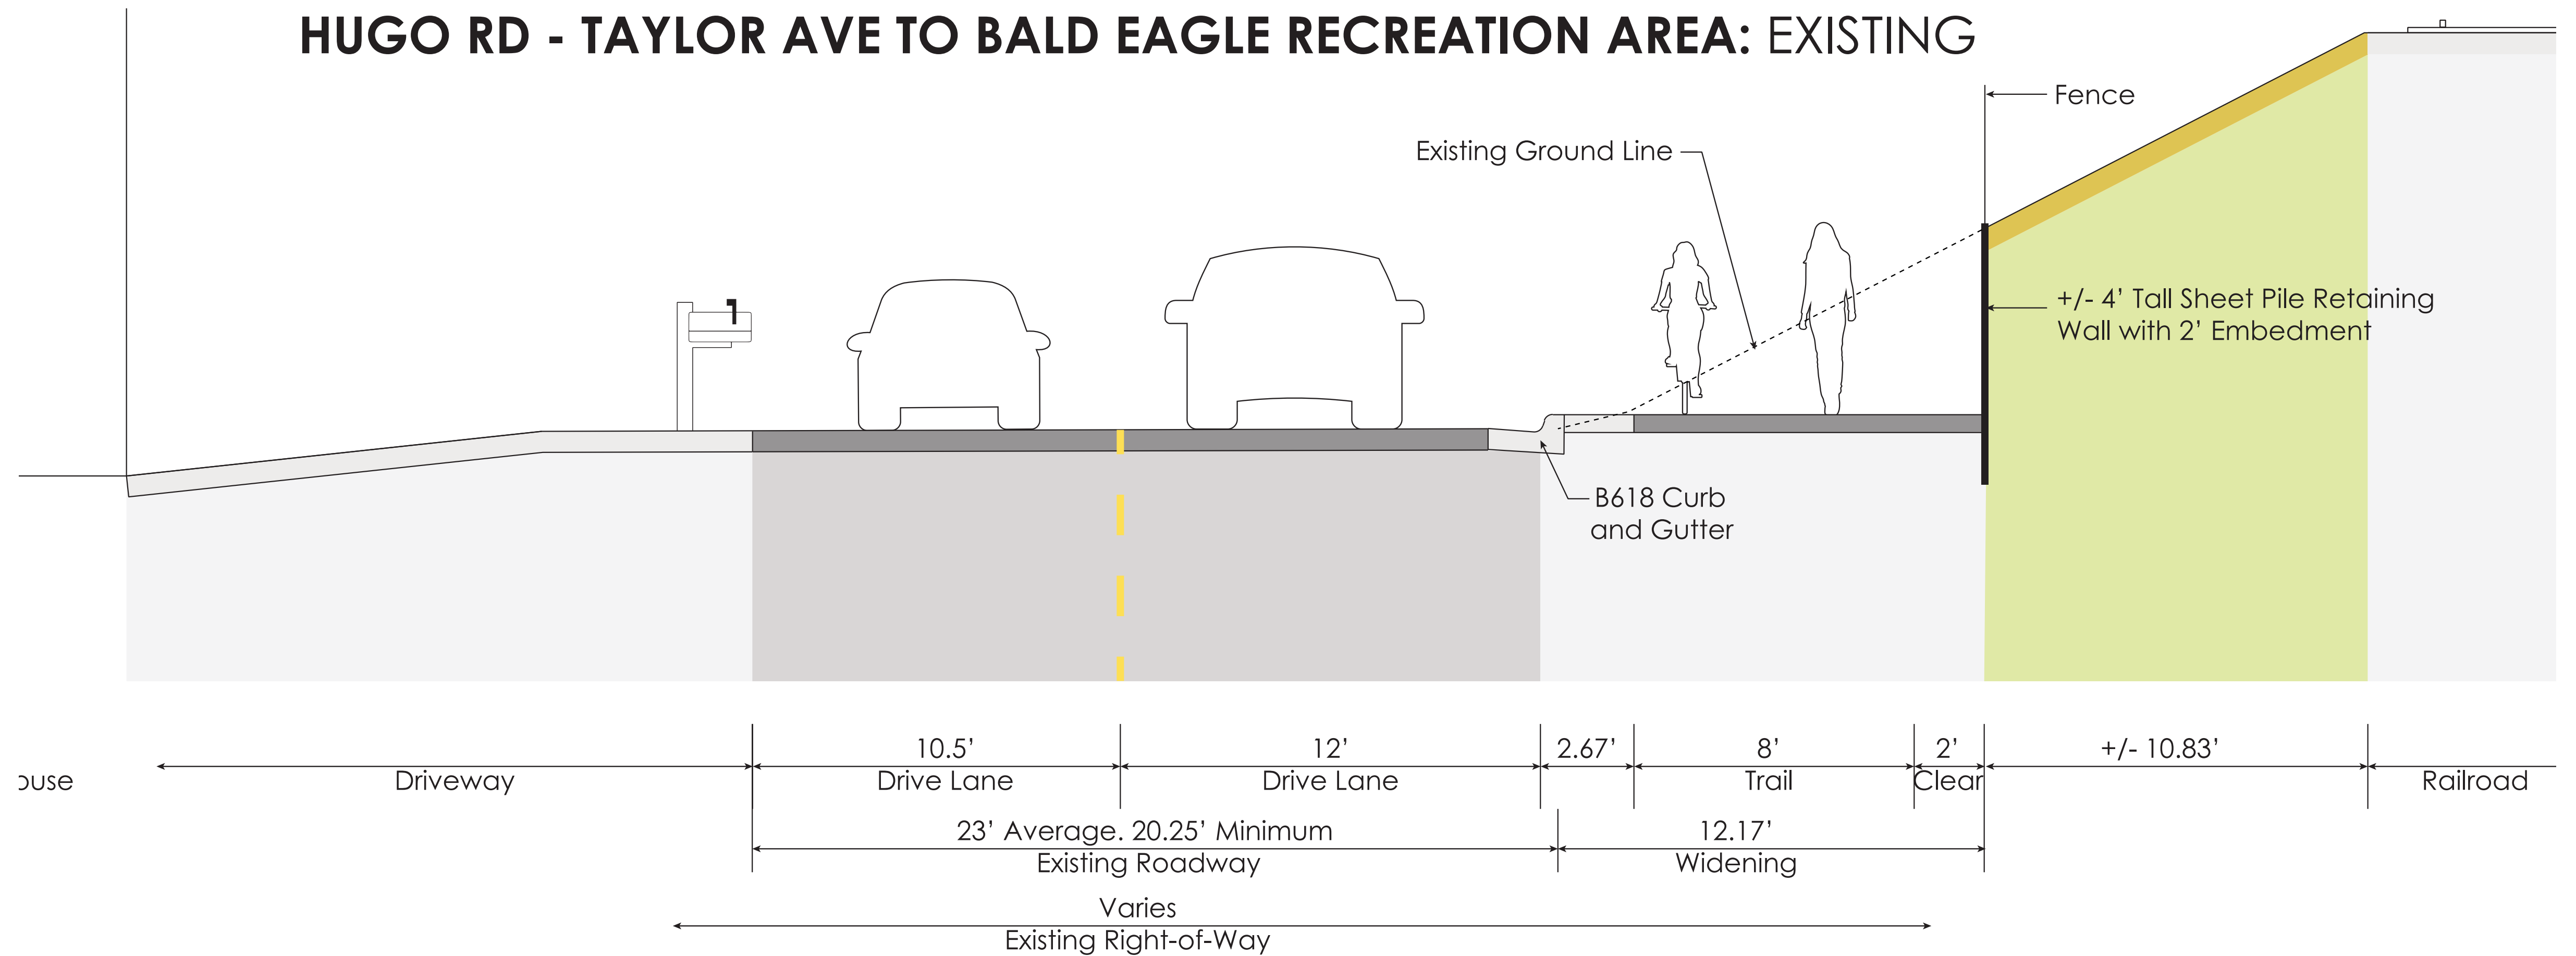 HUGO RD - TAYLOR AVE TO BALD EAGLE RECREATION AREA: EXISTING
Fence
Existing Ground Line
+/- 4’ Tall Sheet Pile Retaining
Wall with 2’ Embedment
B618 Curb
and Gutter
10.5’ 12’ 2.67’ 8’ 2’ +/- 10.83’
ouse Driveway Drive Lane Drive Lane Trail Clear Railroad
23’ Average. 20.25’ Minimum 12.17’
Existing Roadway Widening
Varies
Existing Right-of-Way